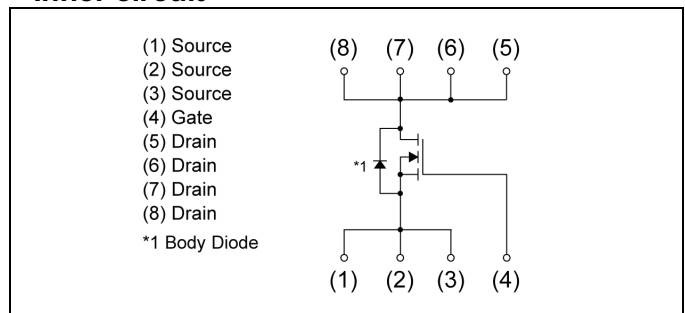 Inner circuit
(1) Source
(2) Source
(3) Source
(4) Gate
(5) Drain
(6) Drain
(7) Drain
(8) Drain
*1 Body Diode
(8) (7) (6) (5)
*1
(1) (2) (3) (4)